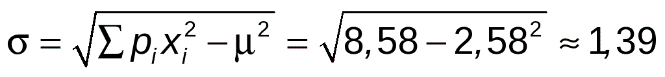 σ = √(∑ pᵢxᵢ² − μ²) = √(8,58 − 2,58²) ≈ 1,39